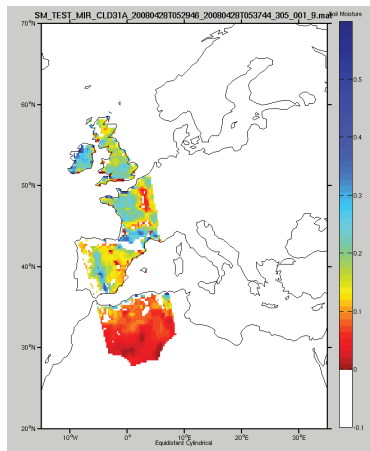 SM_TEST_MIR_CLD31A_20080428T052946_20080428T053744_305_001_9.mat
Moisture
70°N
60°N
50°N
40°N
30°N
20°N
10°W
0°
10°E
20°E
30°E
Equidistant Cylindrical
0.5
0.4
0.3
0.2
0.1
0
-0.1